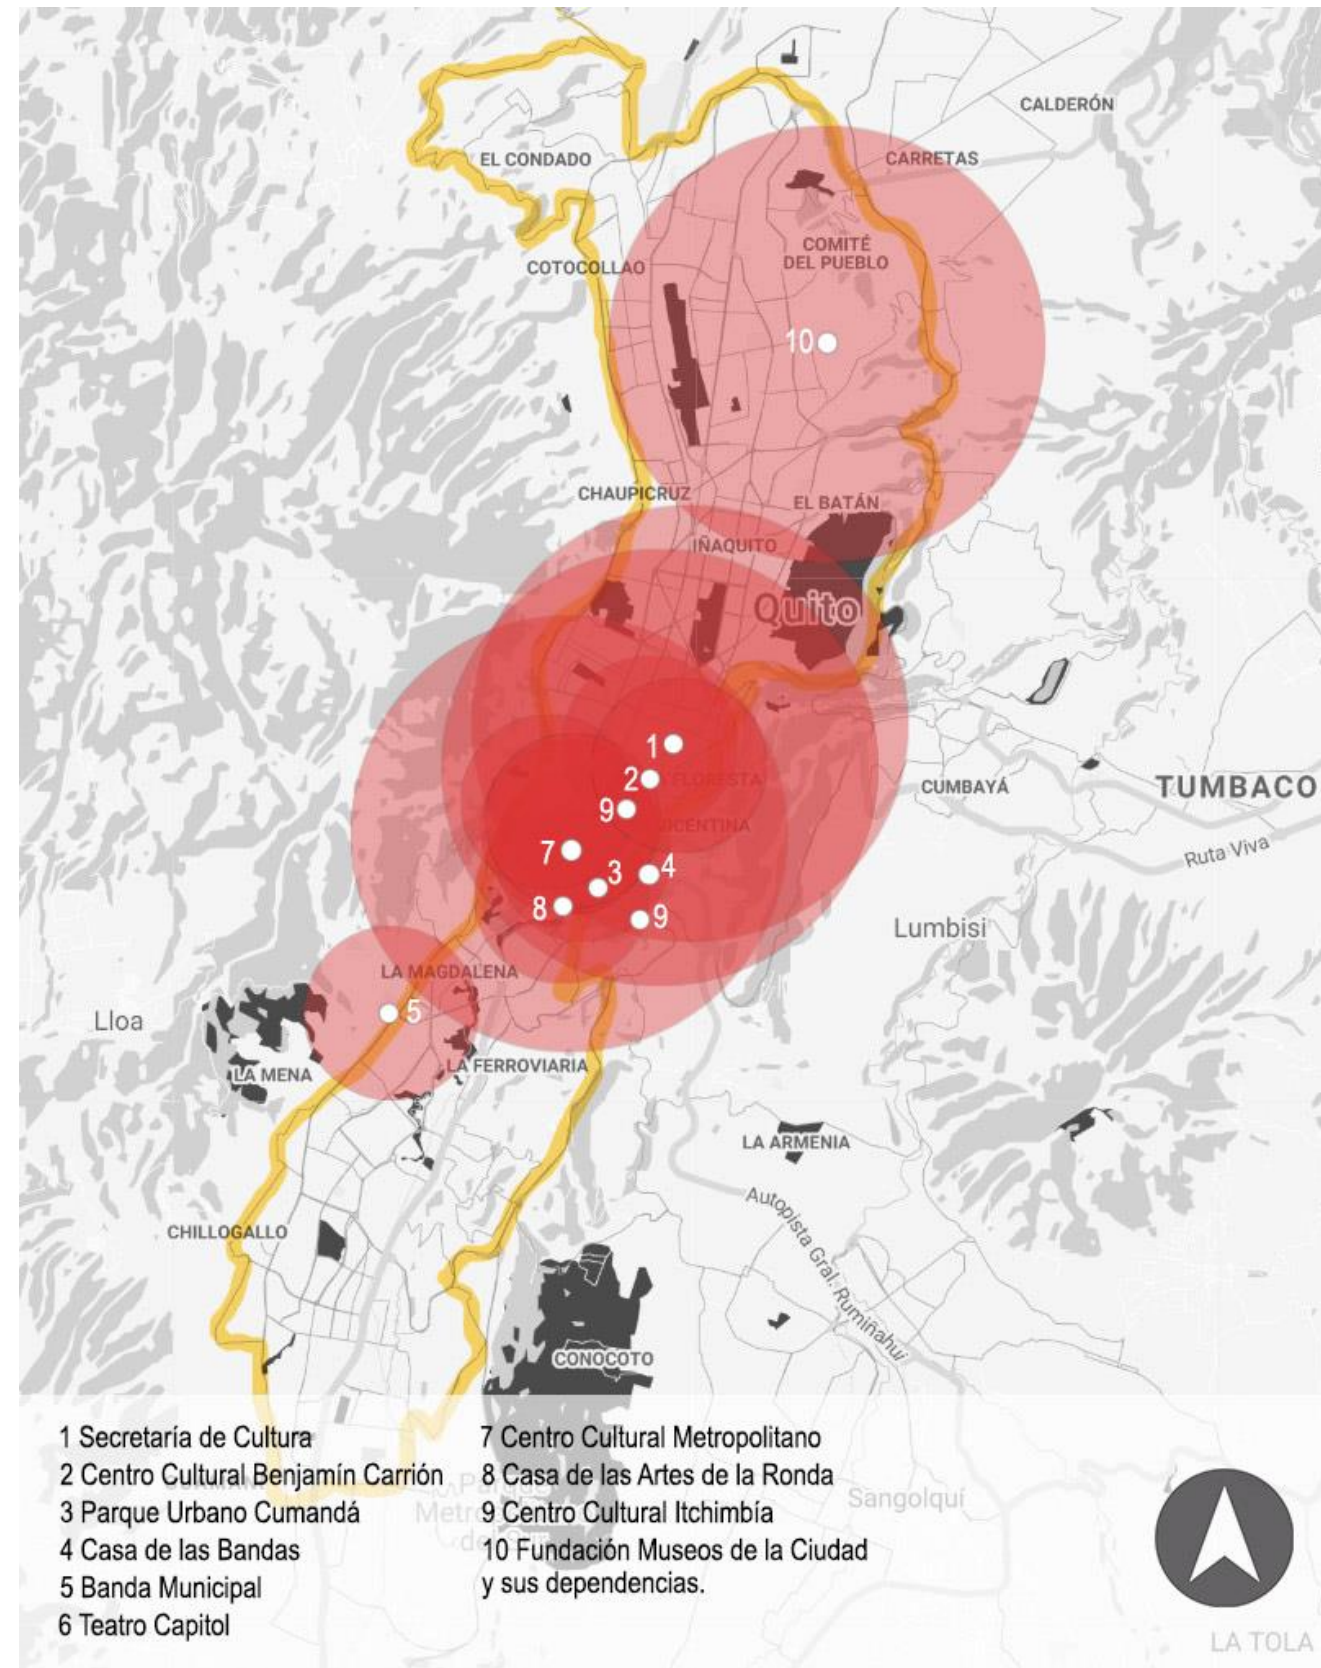 CALDERÓN
EL CONDADO
CARRETAS
COMITÉ
DEL PUEBLO
COTOCOLLAO
10
CHAUPICRUZ
EL BATÁN
IÑAQUITO
Quito
1
2
FLORESTA
CUMBAYÁ
TUMBACO
9
VICENTINA
7
Ruta Viva
3
4
8
9
Lumbisi
LA MAGDALENA
5
Lloa
LA MENA
LA FERROVIARIA
LA ARMENIA
Autopista Gral. Rumiñahui
CHILLOGALLO
CONOCOTO
1 Secretaría de Cultura
2 Centro Cultural Benjamín Carrión
3 Parque Urbano Cumandá
4 Casa de las Bandas
5 Banda Municipal
6 Teatro Capitol
7 Centro Cultural Metropolitano
8 Casa de las Artes de la Ronda
9 Centro Cultural Itchimbía
10 Fundación Museos de la Ciudad
y sus dependencias.
Sangolquí
LA TOLA